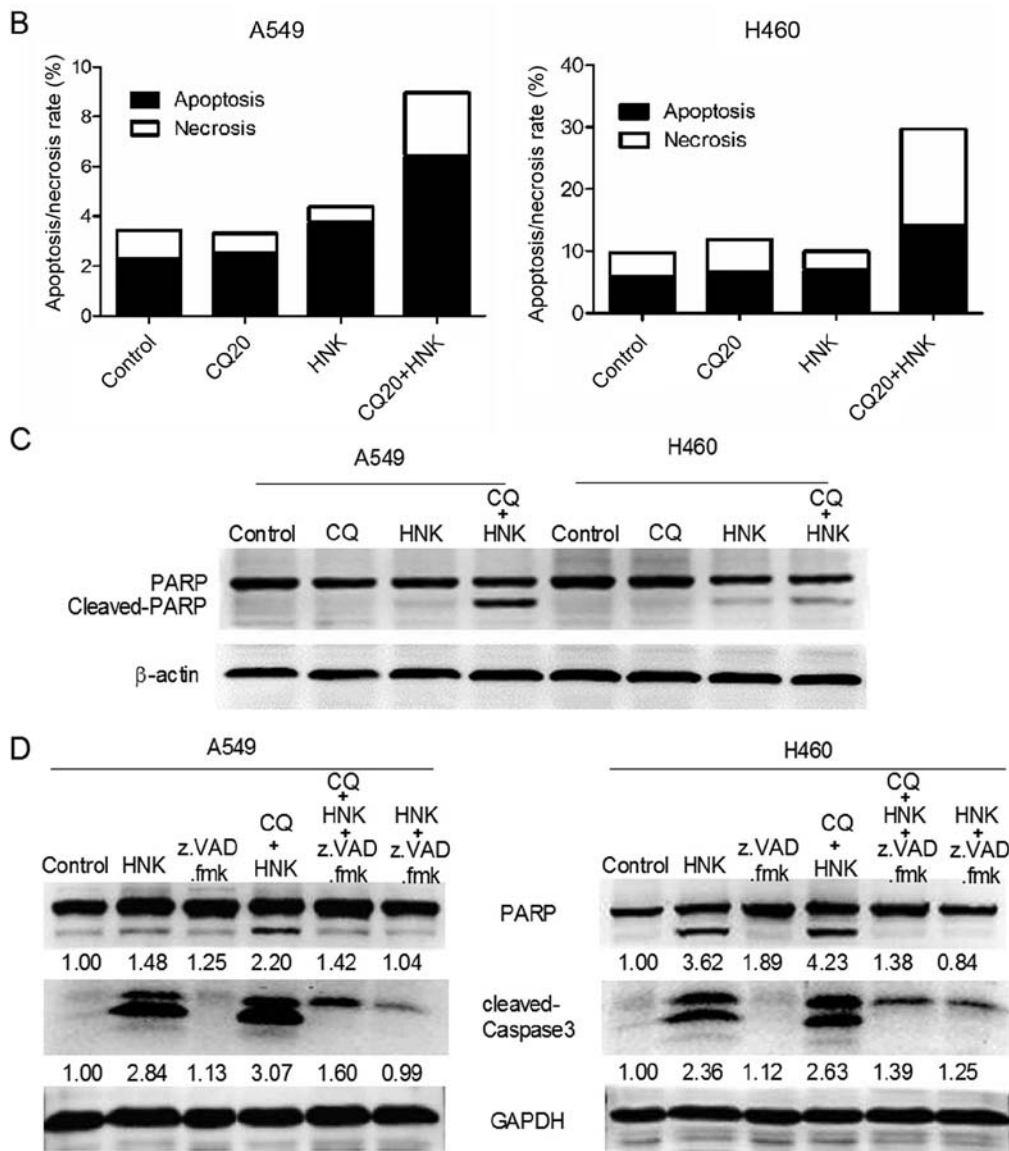 B
A549
H460
Apoptosis/necrosis rate (%)
10
8
6
4
2
0
Apoptosis
Necrosis
Control
CQ20
HNK
CQ20+HNK
Apoptosis/necrosis rate (%)
40
30
20
10
0
Apoptosis
Necrosis
Control
CQ20
HNK
CQ20+HNK
C
A549
H460
Control CQ HNK CQ + HNK Control CQ HNK CQ + HNK
PARP
Cleaved-PARP
β-actin
D
A549
Control HNK z.VAD .fmk CQ + HNK CQ + HNK + z.VAD .fmk HNK + z.VAD .fmk
H460
Control HNK z.VAD .fmk CQ + HNK CQ + HNK + z.VAD .fmk HNK + z.VAD .fmk
PARP
1.00 1.48 1.25 2.20 1.42 1.04
1.00 3.62 1.89 4.23 1.38 0.84
cleaved-
Caspase3
1.00 2.84 1.13 3.07 1.60 0.99
1.00 2.36 1.12 2.63 1.39 1.25
GAPDH